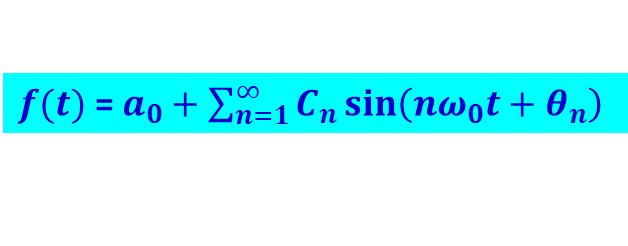 f(t) = a₀ + ∑ₙ₌₁^∞ Cₙ sin(nω₀t + θₙ)